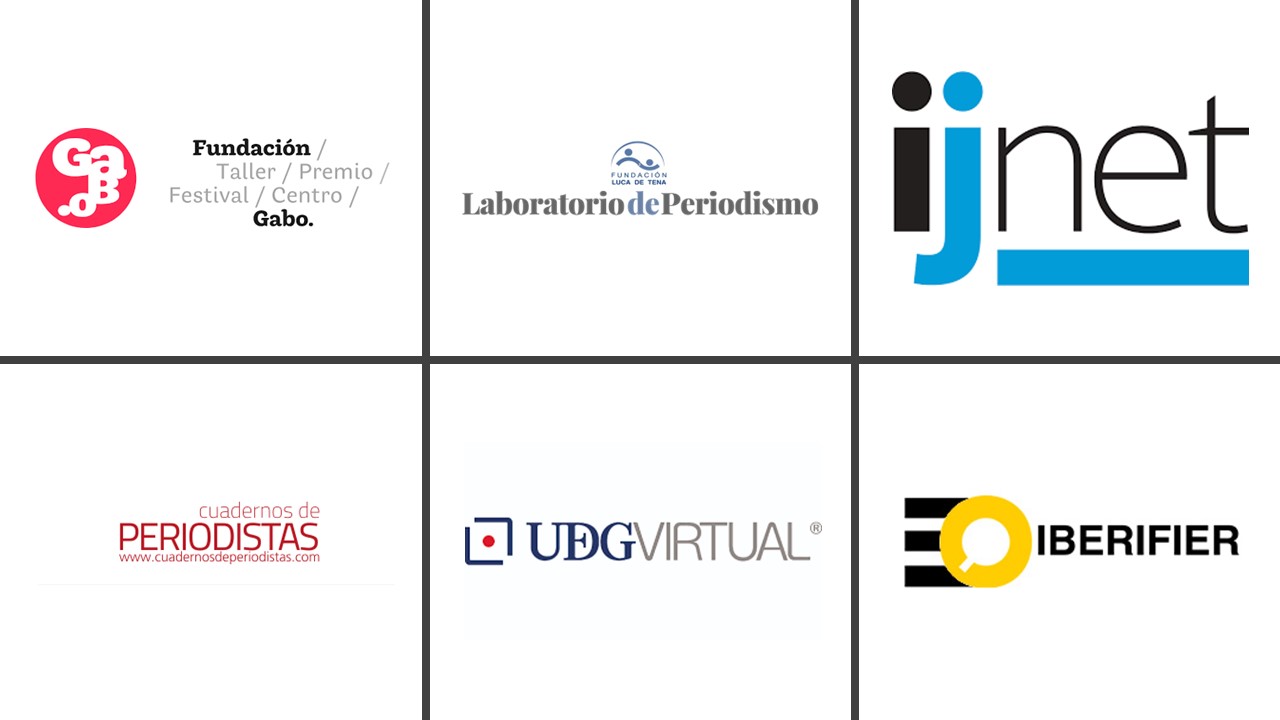 GaBo.
Fundación /
Taller / Premio /
Festival / Centro /
Gabo.
FUNDACIÓN
LUCA DE TENA
Laboratorio de Periodismo
ijnet
cuadernos de
PERIODISTAS
www.cuadernosdeperiodistas.com
UDGVIRTUAL®
IBERIFIER